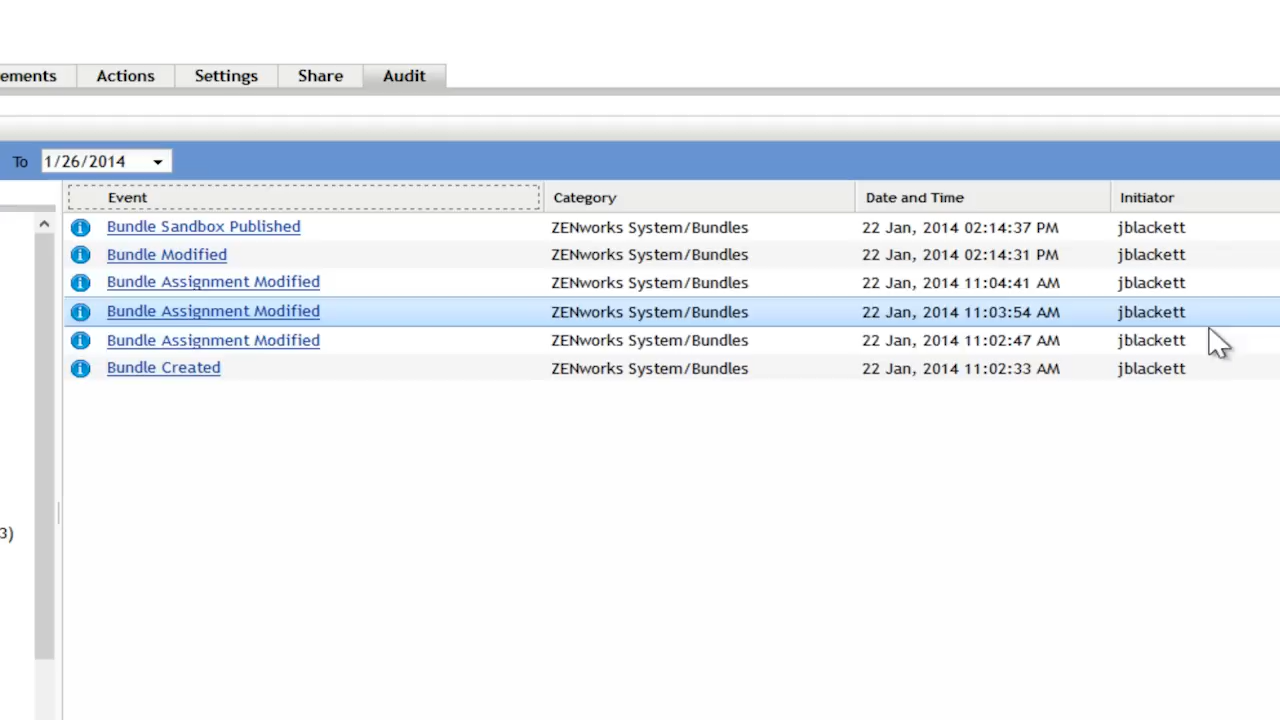 ements Actions Settings Share Audit
To 1/26/2014
Event Category Date and Time Initiator
Bundle Sandbox Published ZENworks System/Bundles 22 Jan, 2014 02:14:37 PM jblackett
Bundle Modified ZENworks System/Bundles 22 Jan, 2014 02:14:31 PM jblackett
Bundle Assignment Modified ZENworks System/Bundles 22 Jan, 2014 11:04:41 AM jblackett
Bundle Assignment Modified ZENworks System/Bundles 22 Jan, 2014 11:03:54 AM jblackett
Bundle Assignment Modified ZENworks System/Bundles 22 Jan, 2014 11:02:47 AM jblackett
Bundle Created ZENworks System/Bundles 22 Jan, 2014 11:02:33 AM jblackett
3)